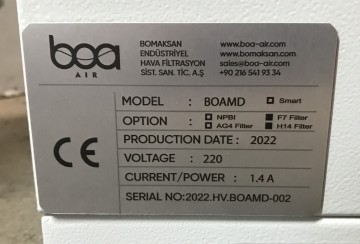 boa
AIR
BOMAKSAN
ENDÜSTRİYEL
HAVA FİLTRASYON
SİST. SAN. TİC. A.Ş
www.boa-air.com
www.bomaksan.com
sales@boa-air.com
+90 216 541 93 34
MODEL : BOAMD Smart
OPTION : NPBI F7 Filter
AG4 Filter H14 Filter
PRODUCTION DATE : 2022
VOLTAGE : 220
CURRENT/POWER : 1.4 A
SERIAL NO:2022.HV.BOAMD-002
CE